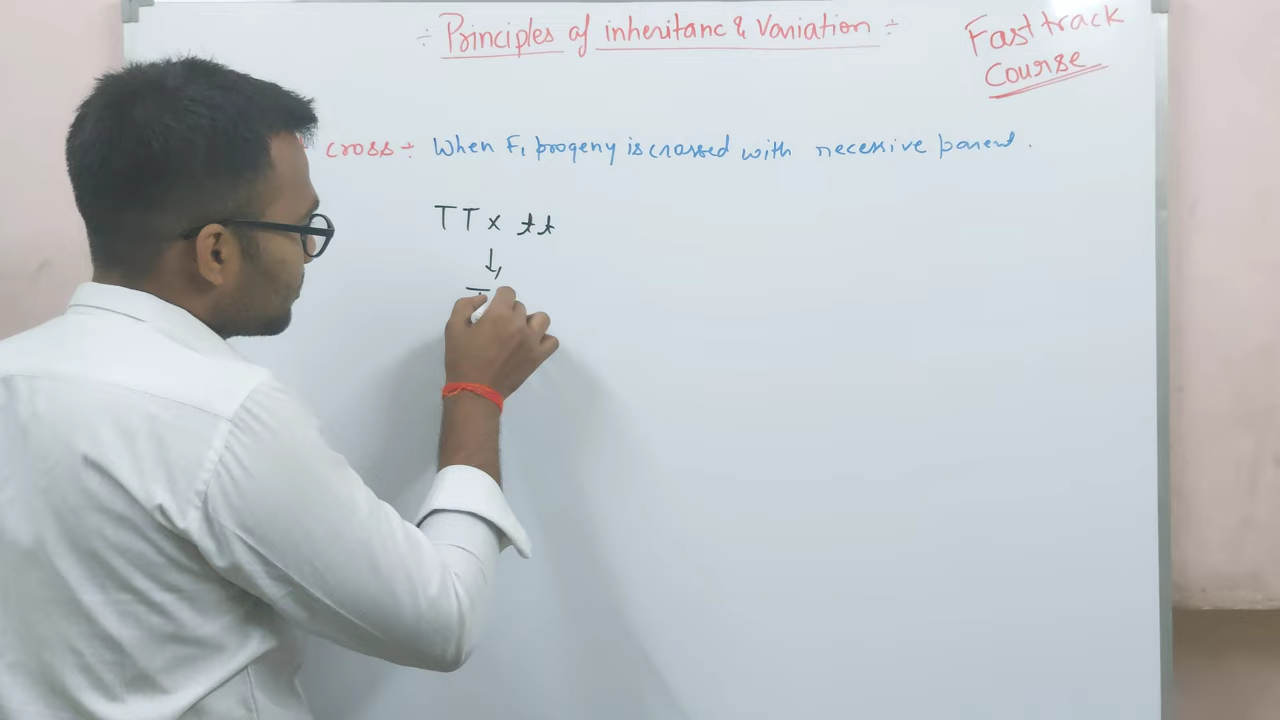 ÷ Principles of inheritanc & Variation ÷
Fast track
Course
cross ÷ When F₁ progeny is crossed with recessive parent.
TT x tt
↓
T